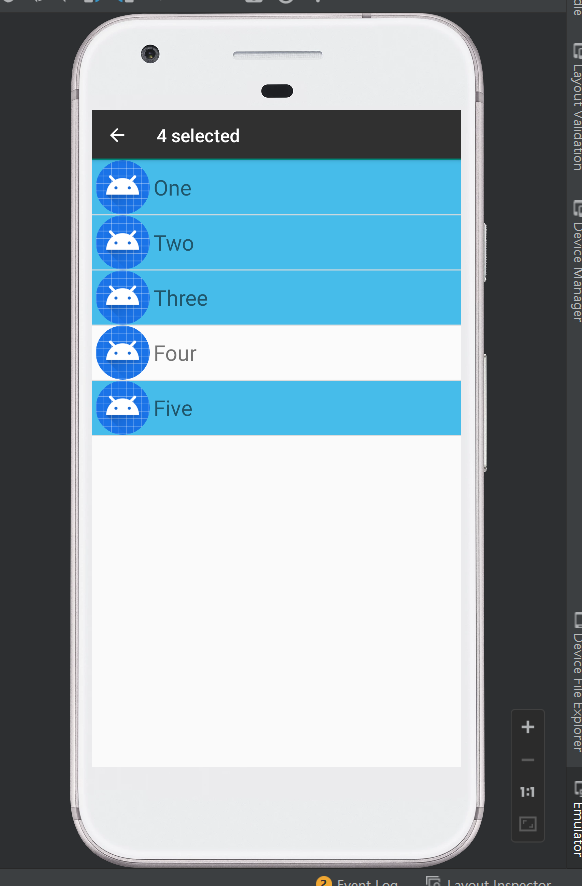 4 selected
One
Two
Three
Four
Five
Layout Validation
Device Manager
Device File Explorer
Emulator
1:1
2 Event Log
Layout Inspector